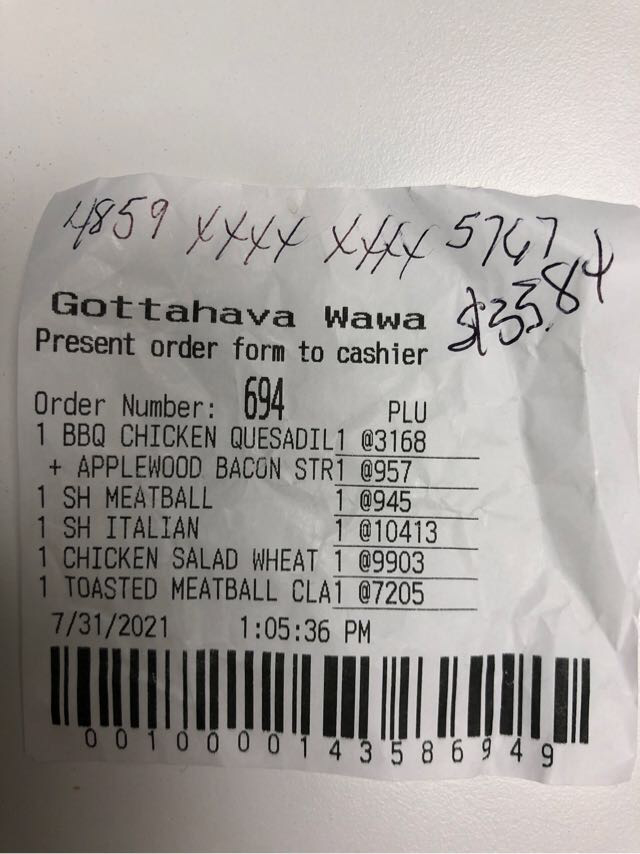 4859 XXXX XXXX 5767
$33.84
Gottahava Wawa
Present order form to cashier
Order Number: 694 PLU
1 BBQ CHICKEN QUESADIL1 @3168
+ APPLEWOOD BACON STR1 @957
1 SH MEATBALL 1 @945
1 SH ITALIAN 1 @10413
1 CHICKEN SALAD WHEAT 1 @9903
1 TOASTED MEATBALL CLA1 @7205
7/31/2021 1:05:36 PM
0010000143586949